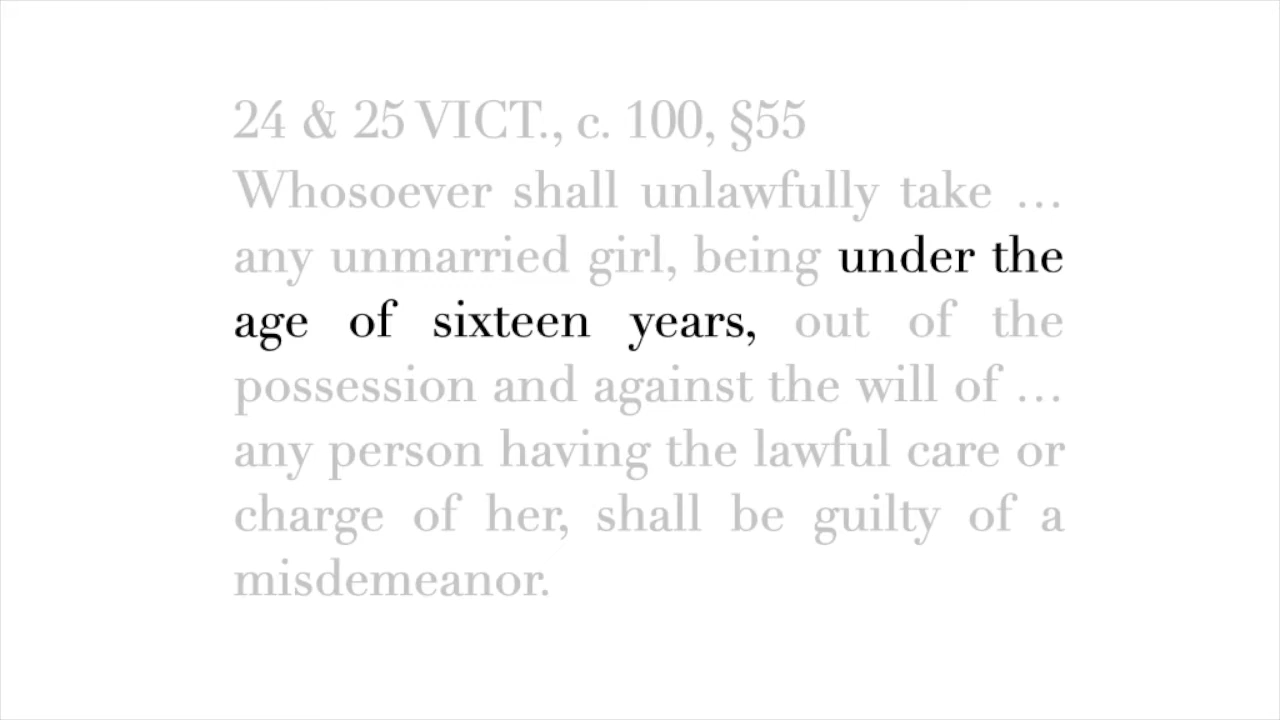 24 & 25 VICT., c. 100, §55
Whosoever shall unlawfully take …
any unmarried girl, being under the
age of sixteen years, out of the
possession and against the will of …
any person having the lawful care or
charge of her, shall be guilty of a
misdemeanor.